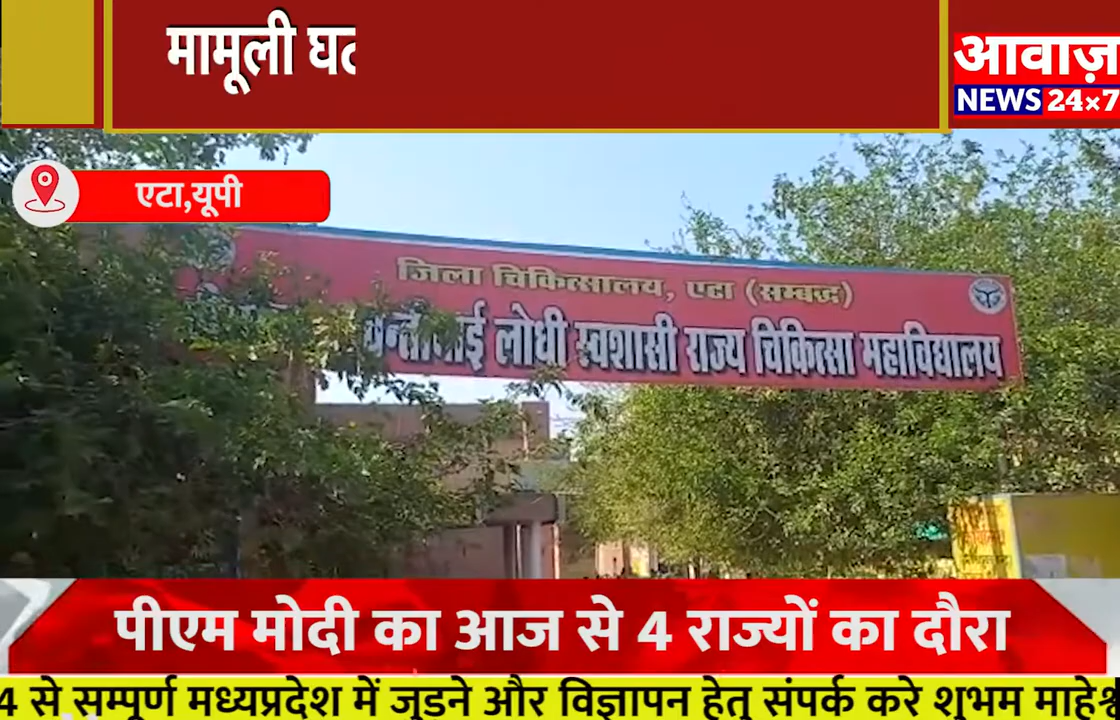 मामूली
आवाज़
NEWS 24×7
एटा,यूपी
जिला चिकित्सालय, एटा (सम्बद्ध)
लोधी स्वशासी राज्य चिकित्सा महाविद्यालय
पीएम मोदी का आज से 4 राज्यों का दौरा
4 से सम्पूर्ण मध्यप्रदेश में जुडने और विज्ञापन हेतु संपर्क करे शुभम